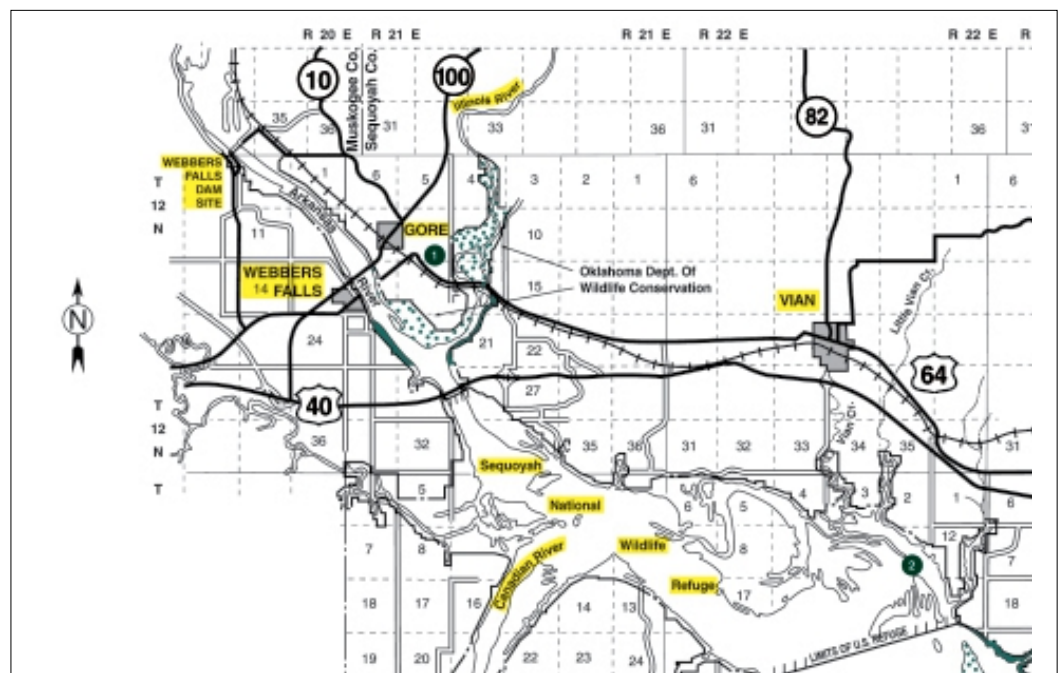 R 20 E R 21 E R 21 E R 22 E R 22 E R
10 Muskogee Co. Sequoyah Co. 100 Illinois River 82
35 36 31 33 36 31 36 31
WEBBERS
FALLS
DAM
SITE
T
12
N
1 6 5 4 3 2 1 6 1 6
Arkansas
River
11 GORE 1 10
WEBBERS
14 FALLS
15 Oklahoma Dept. Of
Wildlife Conservation
VIAN
Little Vian Cr.
N
24 21 22 64
27
40
T
12
N
36 32 35 36 31 32 33 Vian Cr. 34 35 31
T
Sequoyah
5 4 3 2 1 6
National
6 5
7 8 Canadian River Wildlife 8 12 7
2
Refuge
17
18 17 16 14 13 18
LIMITS OF U.S. REFUGE
19 20 22 23 24